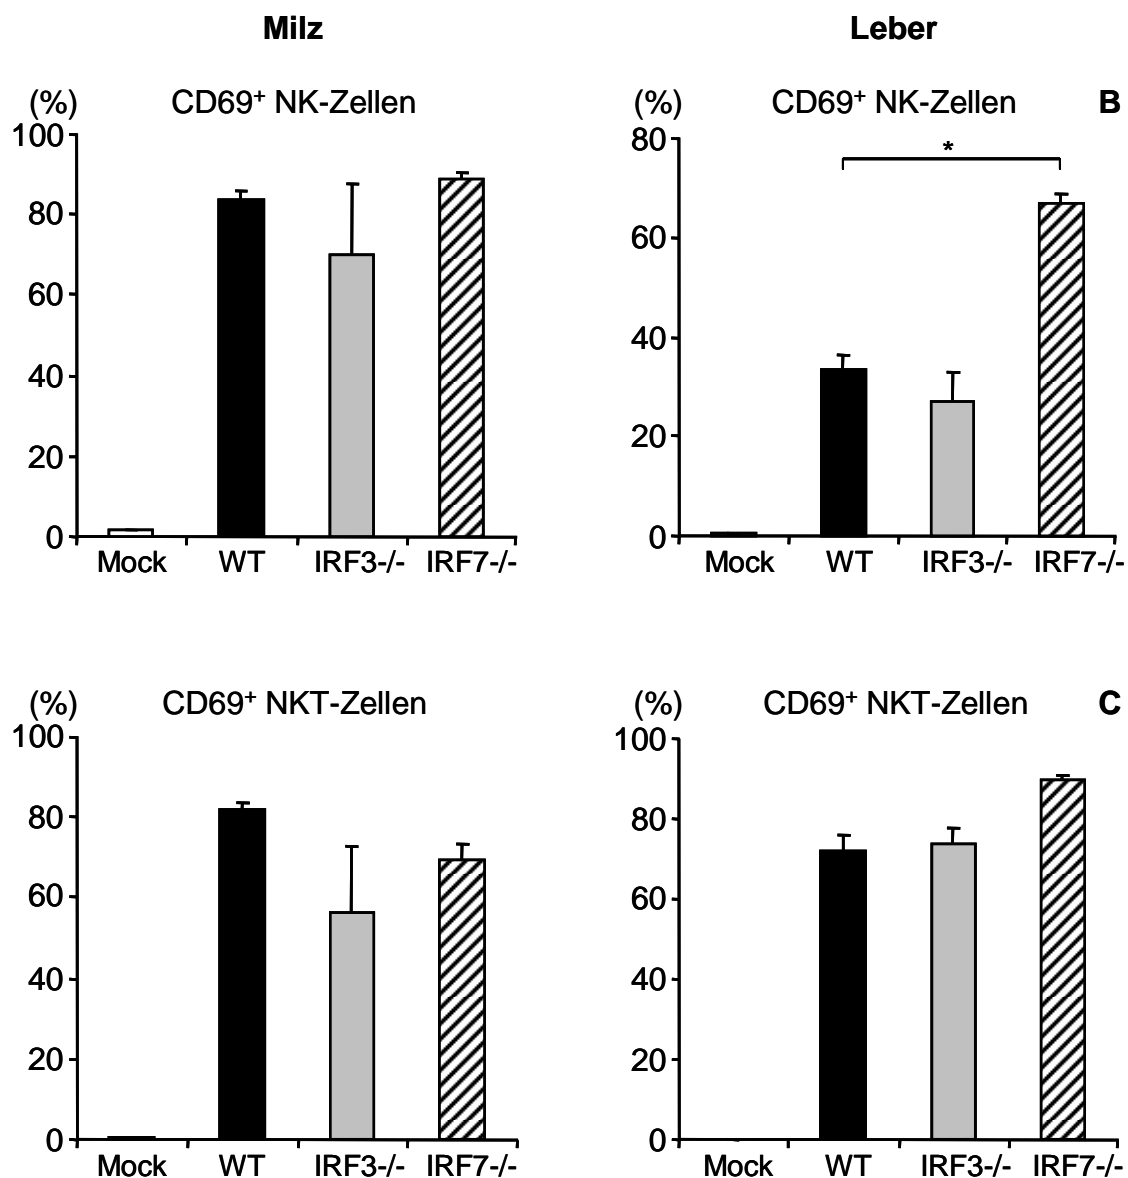 Milz
Leber
(%) CD69⁺ NK-Zellen
100
80
60
40
20
0
Mock WT IRF3-/- IRF7-/-
(%) CD69⁺ NK-Zellen B
80
*
60
40
20
0
Mock WT IRF3-/- IRF7-/-
(%) CD69⁺ NKT-Zellen
100
80
60
40
20
0
Mock WT IRF3-/- IRF7-/-
(%) CD69⁺ NKT-Zellen C
100
80
60
40
20
0
Mock WT IRF3-/- IRF7-/-